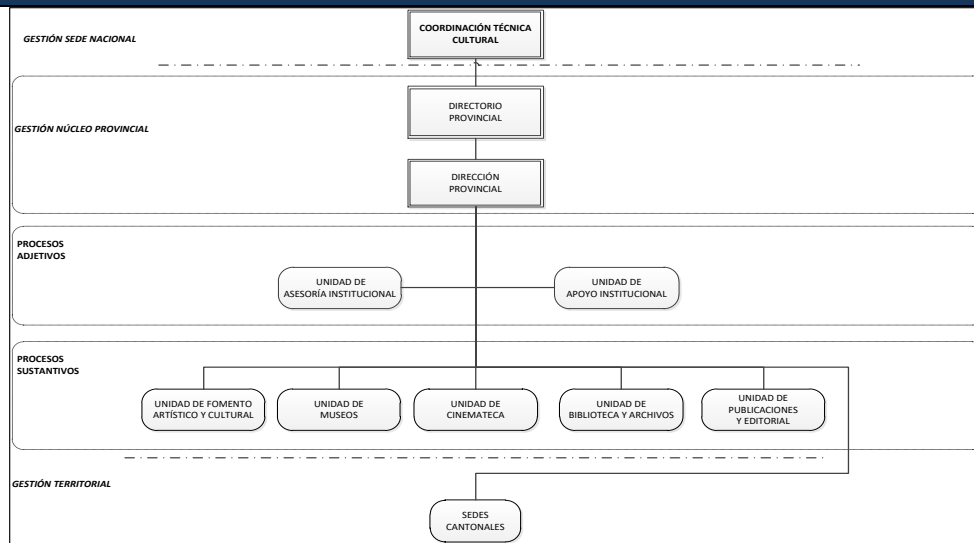 GESTIÓN SEDE NACIONAL
COORDINACIÓN TÉCNICA
CULTURAL
GESTIÓN NÚCLEO PROVINCIAL
DIRECTORIO
PROVINCIAL
DIRECCIÓN
PROVINCIAL
PROCESOS
ADJETIVOS
UNIDAD DE
ASESORÍA INSTITUCIONAL
UNIDAD DE
APOYO INSTITUCIONAL
PROCESOS
SUSTANTIVOS
UNIDAD DE FOMENTO
ARTÍSTICO Y CULTURAL
UNIDAD DE
MUSEOS
UNIDAD DE
CINEMATECA
UNIDAD DE
BIBLIOTECA Y ARCHIVOS
UNIDAD DE
PUBLICACIONES
Y EDITORIAL
GESTIÓN TERRITORIAL
SEDES
CANTONALES